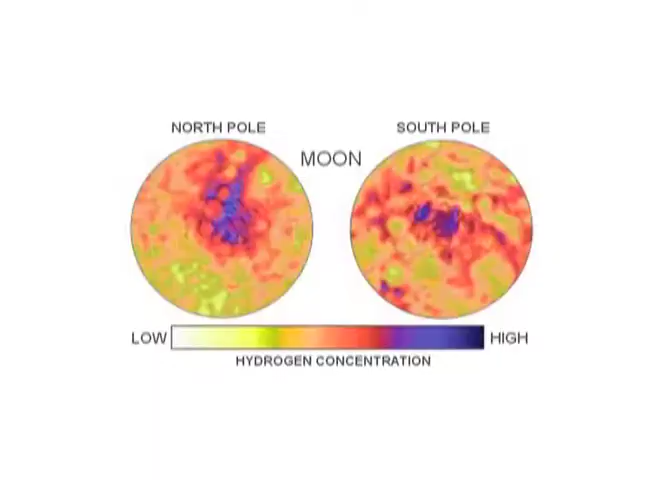 NORTH POLE
SOUTH POLE
MOON
LOW
HIGH
HYDROGEN CONCENTRATION